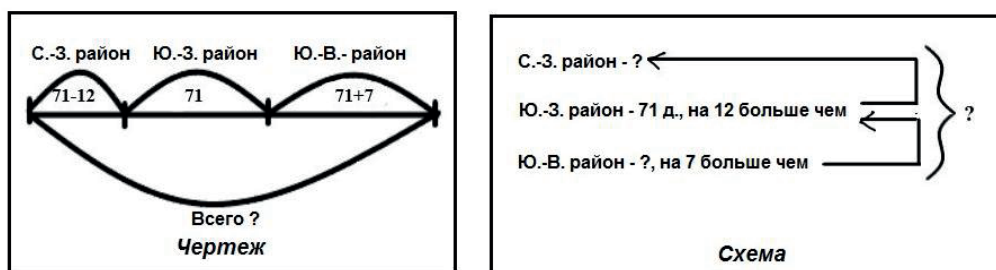 С.-З. район Ю.-З. район Ю.-В.- район
71-12 71 71+7
Всего ?
Чертеж
С.-З. район - ?
Ю.-З. район - 71 д., на 12 больше чем
?
Ю.-В. район - ?, на 7 больше чем
Схема